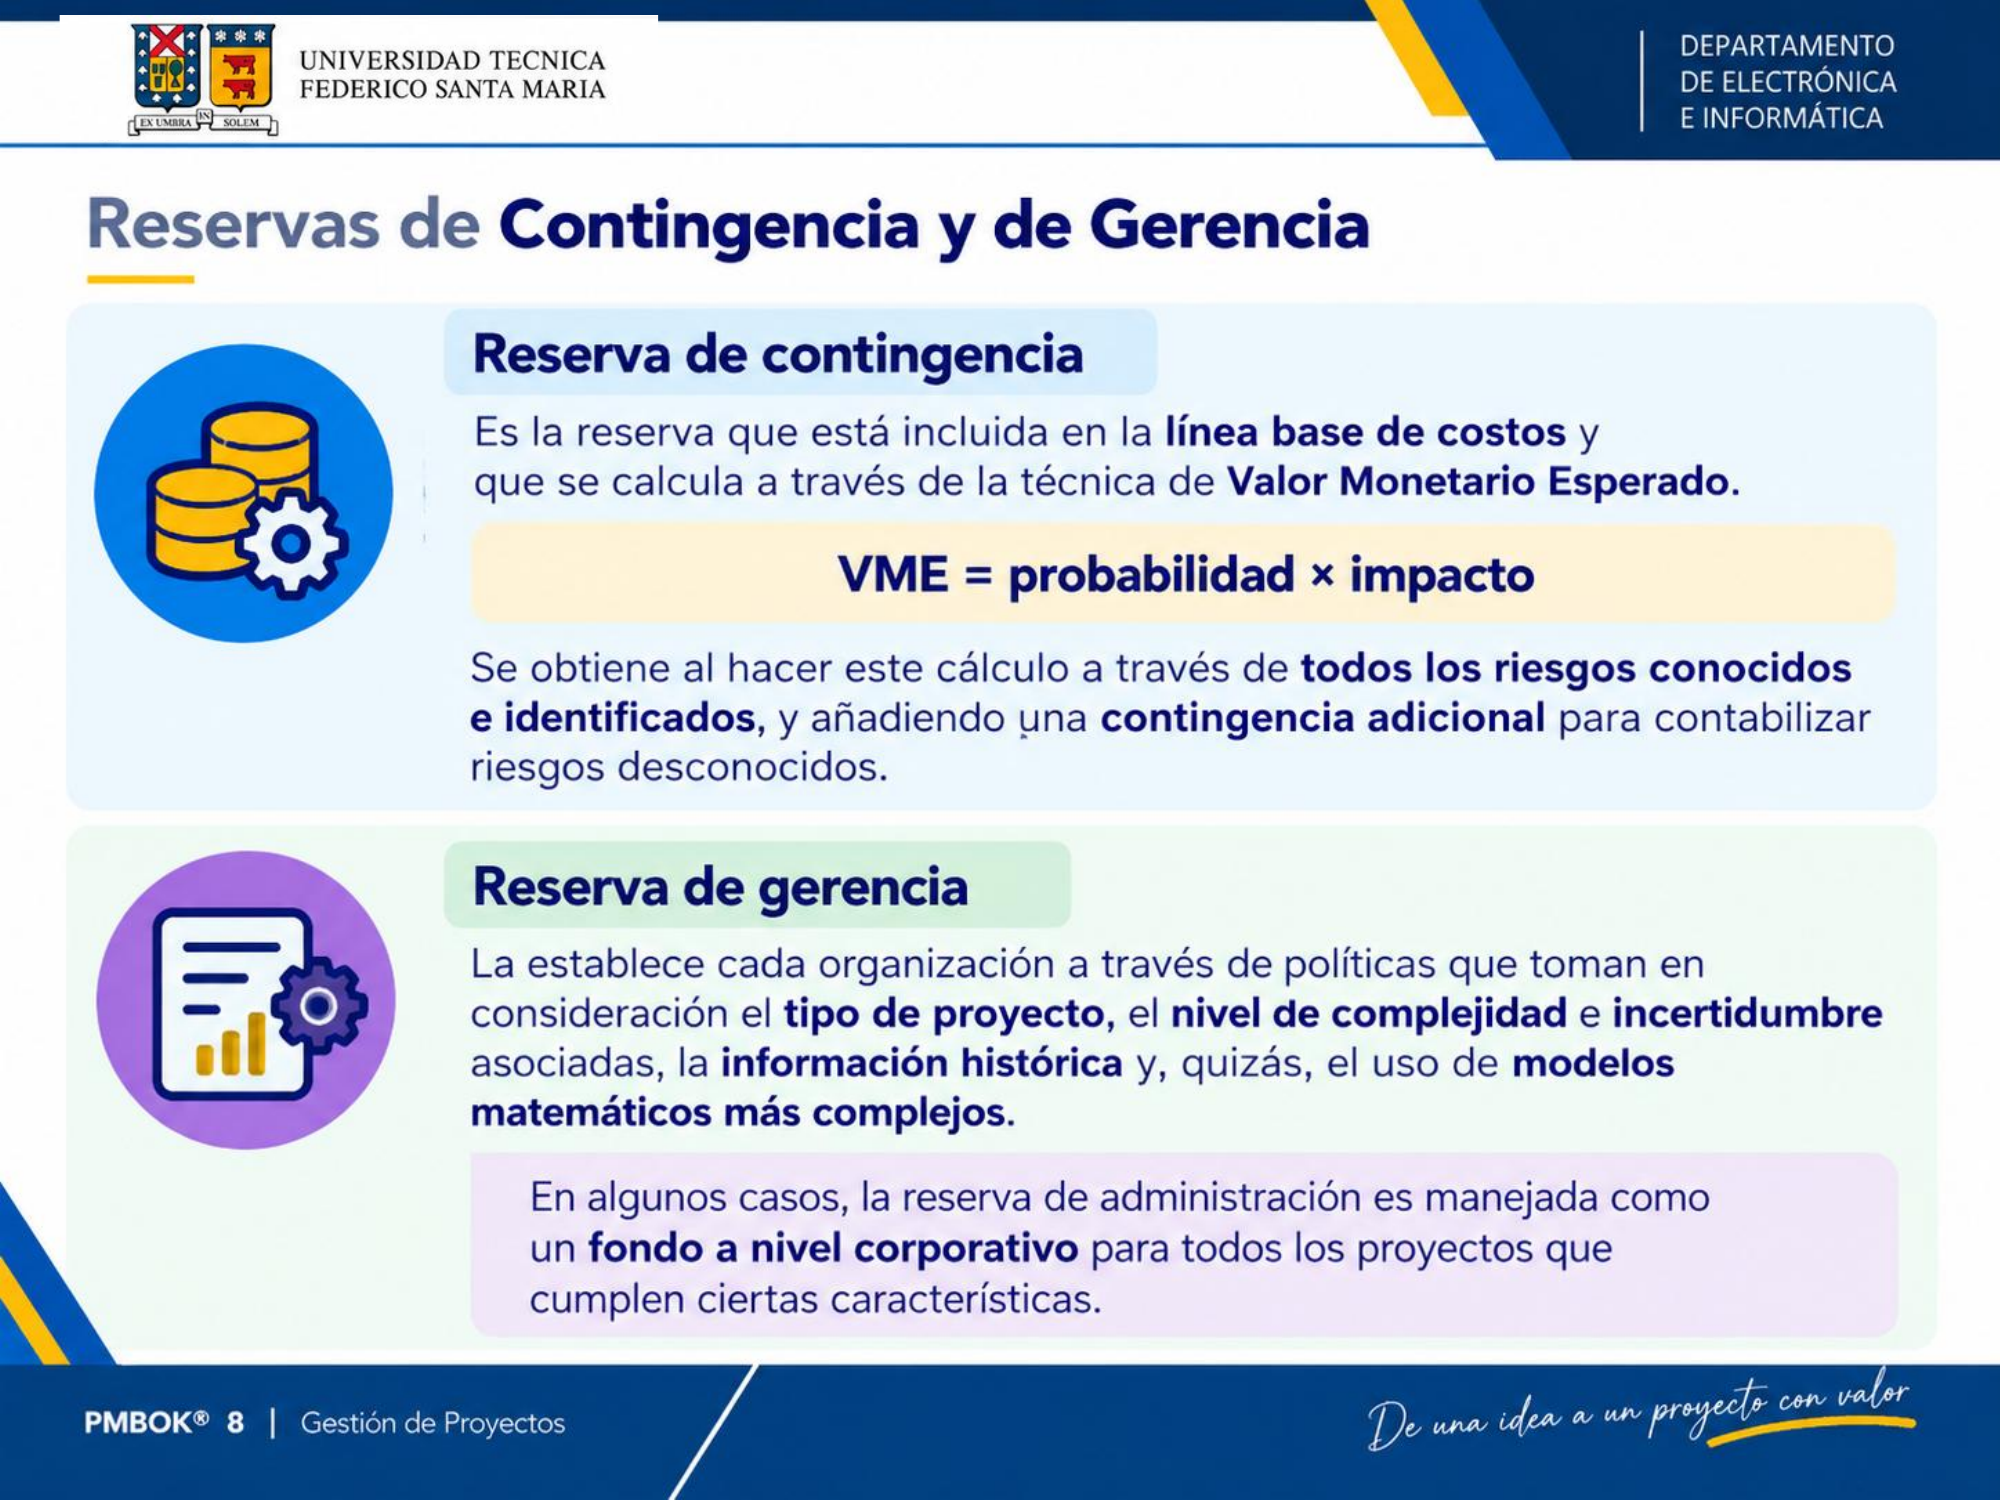 EX UMBRA IN SOLEM
UNIVERSIDAD TECNICA
FEDERICO SANTA MARIA
DEPARTAMENTO
DE ELECTRÓNICA
E INFORMÁTICA
Reservas de Contingencia y de Gerencia
Reserva de contingencia
Es la reserva que está incluida en la línea base de costos y
que se calcula a través de la técnica de Valor Monetario Esperado.
VME = probabilidad × impacto
Se obtiene al hacer este cálculo a través de todos los riesgos conocidos
e identificados, y añadiendo una contingencia adicional para contabilizar
riesgos desconocidos.
Reserva de gerencia
La establece cada organización a través de políticas que toman en
consideración el tipo de proyecto, el nivel de complejidad e incertidumbre
asociadas, la información histórica y, quizás, el uso de modelos
matemáticos más complejos.
En algunos casos, la reserva de administración es manejada como
un fondo a nivel corporativo para todos los proyectos que
cumplen ciertas características.
PMBOK® 8 | Gestión de Proyectos
De una idea a un proyecto con valor